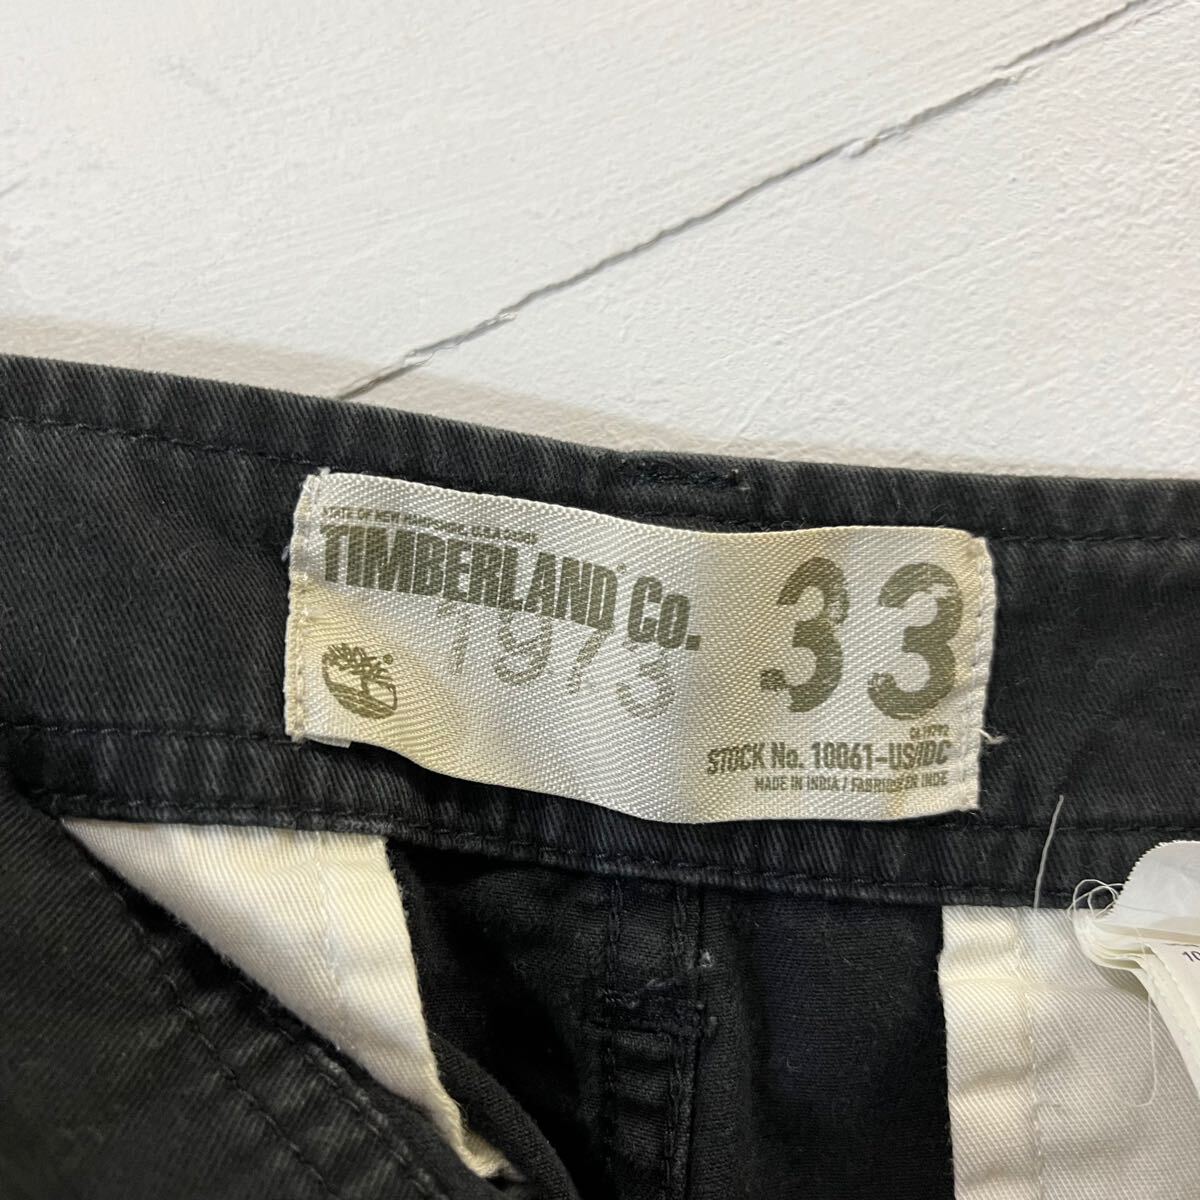 STATE OF NEW HAMPSHIRE, U.S.A
TIMBERLAND® Co.
1973
®
33
STOCK No. 10061-US/IDC
MADE IN INDIA / FABRIQUE EN INDE
10